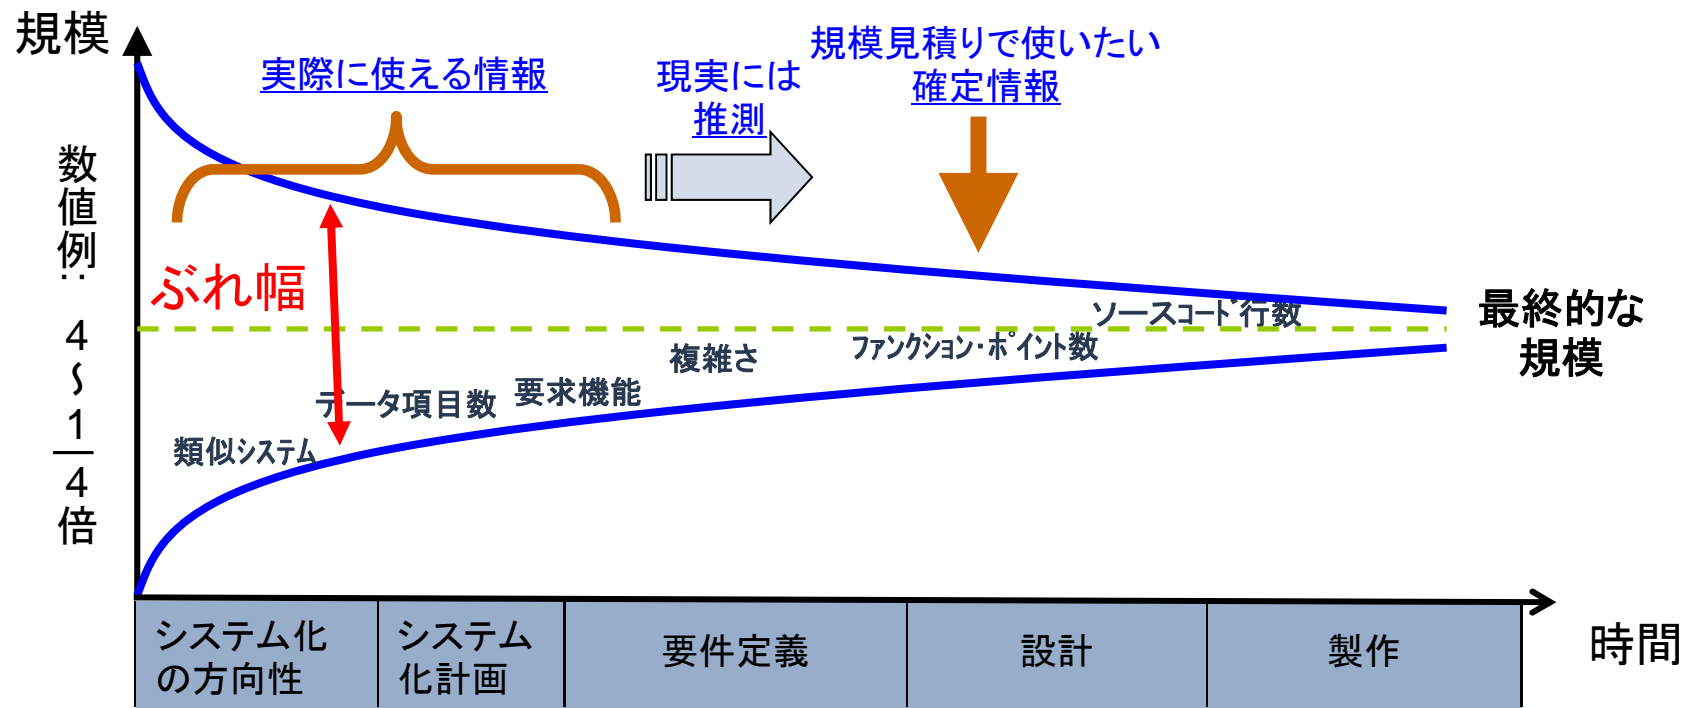 規模
実際に使える情報
現実には
推測
規模見積りで使いたい
確定情報
数値例: 4~1/4倍
ぶれ幅
ソースコード行数
ファンクション・ポイント数
複雑さ
要求機能
データ項目数
類似システム
最終的な
規模
システム化
の方向性
システム
化計画
要件定義
設計
製作
時間